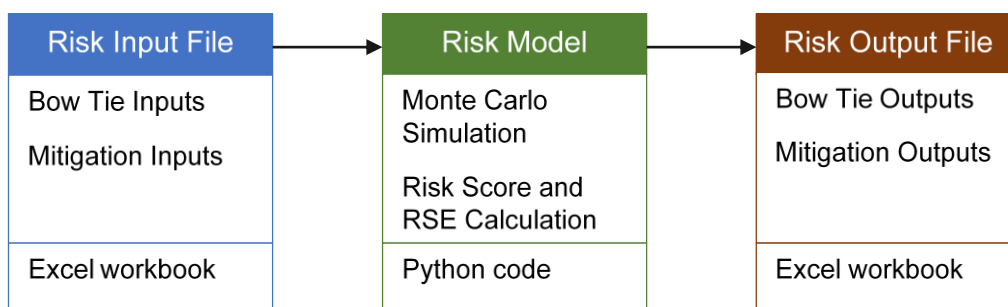 Risk Input File
Bow Tie Inputs
Mitigation Inputs
Excel workbook
Risk Model
Monte Carlo
Simulation
Risk Score and
RSE Calculation
Python code
Risk Output File
Bow Tie Outputs
Mitigation Outputs
Excel workbook